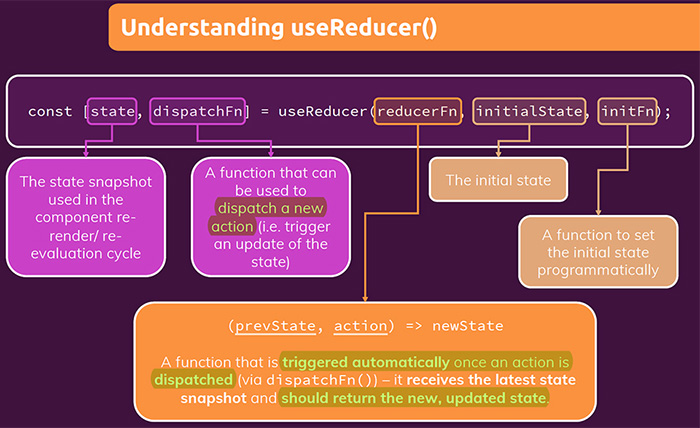 Understanding useReducer()
const [state, dispatchFn] = useReducer(reducerFn, initialState, initFn);
The state snapshot
used in the
component re-
render/ re-
evaluation cycle
A function that can
be used to
dispatch a new
action (i.e. trigger
an update of the
state)
The initial state
A function to set
the initial state
programmatically
(prevState, action) => newState
A function that is triggered automatically once an action is
dispatched (via dispatchFn()) – it receives the latest state
snapshot and should return the new, updated state.